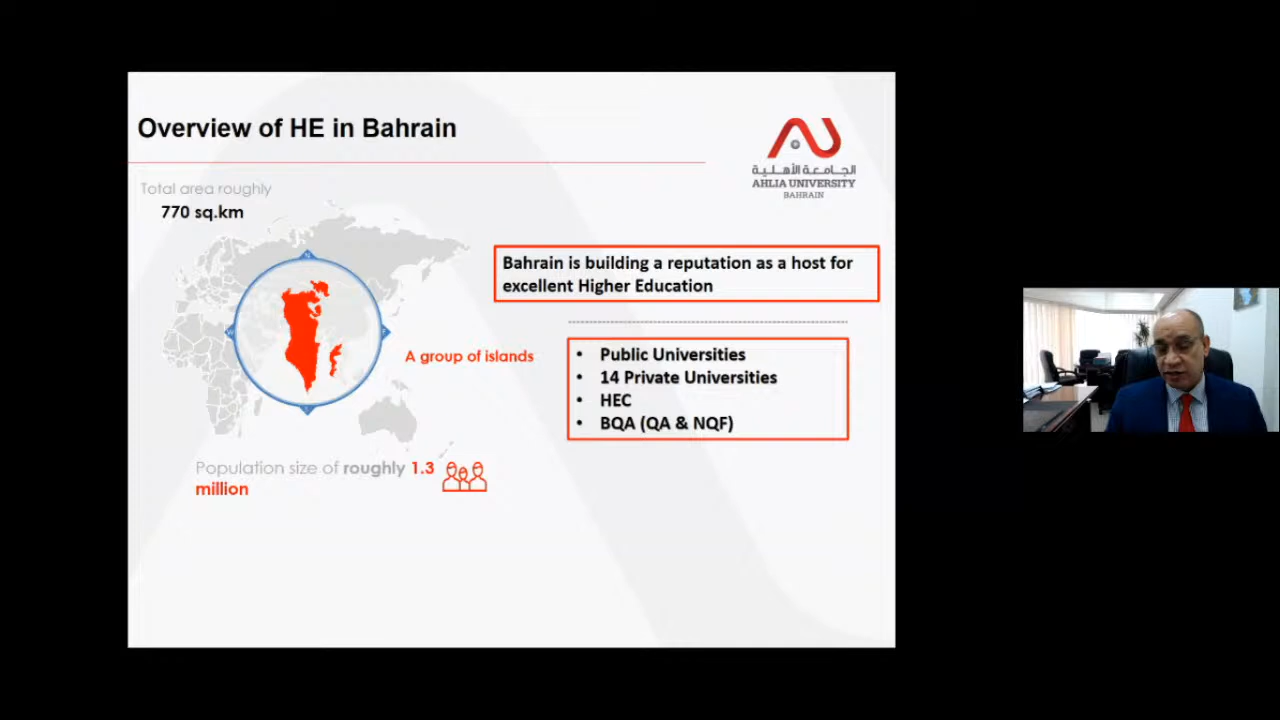 Overview of HE in Bahrain
الجامعة الأهلية
AHLIA UNIVERSITY
BAHRAIN
Total area roughly
770 sq.km
N
W
A group of islands
Population size of roughly 1.3
million
Bahrain is building a reputation as a host for
excellent Higher Education
• Public Universities
• 14 Private Universities
• HEC
• BQA (QA & NQF)